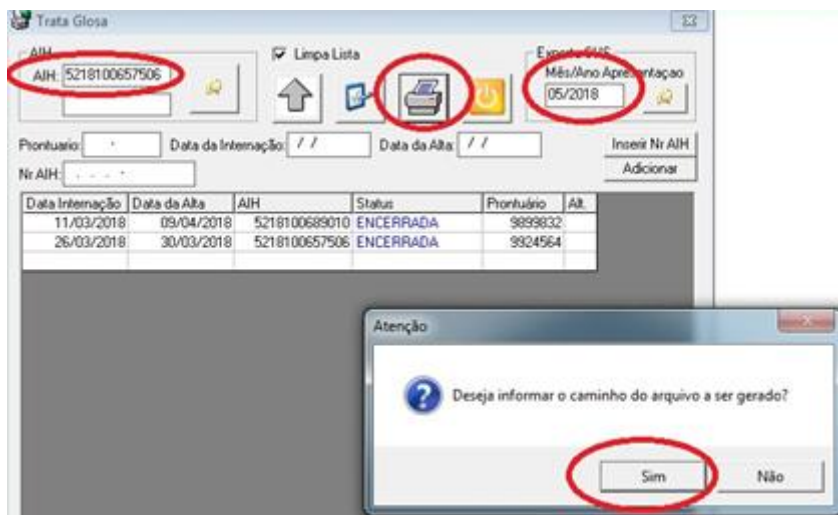 Trata Glosa
AIH
AIH: 5218100657506
Limpa Lista
Mês/Ano Apresentaçao
05/2018
Prontuario:
Data da Internação: / /
Data da Alta: / /
Inserir Nr AIH
Nr AIH:
Adicionar
Data Internação Data da Alta AIH Status Prontuário Alt.
11/03/2018 09/04/2018 5218100689010 ENCERRADA 9899832
26/03/2018 30/03/2018 5218100657506 ENCERRADA 9924564
Atenção
Deseja informar o caminho do arquivo a ser gerado?
Sim Não